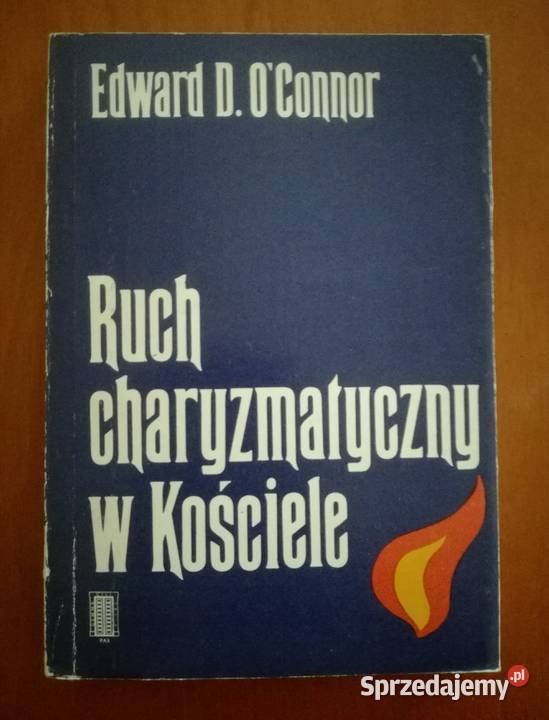 Edward D. O'Connor
Ruch
charyzmatyczny
w Kościele
PAX
Sprzedajemy.pl